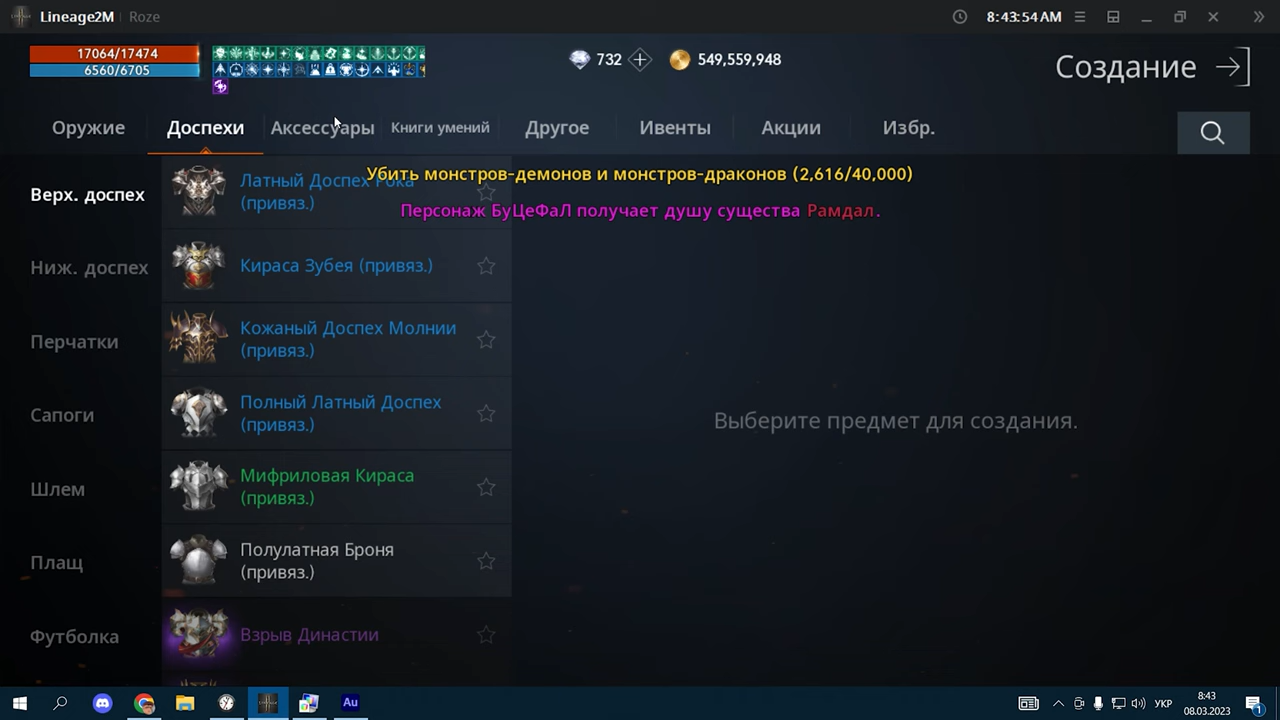 Lineage2M Roze
8:43:54 AM
17064/17474
6560/6705
732
549,559,948
Создание
Оружие
Доспехи
Аксессуары
Книги умений
Другое
Ивенты
Акции
Избр.
Убить монстров-демонов и монстров-драконов (2,616/40,000)
Персонаж БуЦеФаЛ получает душу существа Рамдал.
Верх. доспех
Ниж. доспех
Перчатки
Сапоги
Шлем
Плащ
Футболка
Латный Доспех Рока
(привяз.)
Кираса Зубея (привяз.)
Кожаный Доспех Молнии
(привяз.)
Полный Латный Доспех
(привяз.)
Мифриловая Кираса
(привяз.)
Полулатная Броня
(привяз.)
Взрыв Династии
Выберите предмет для создания.
Au
УКР
8:43
08.03.2023
1